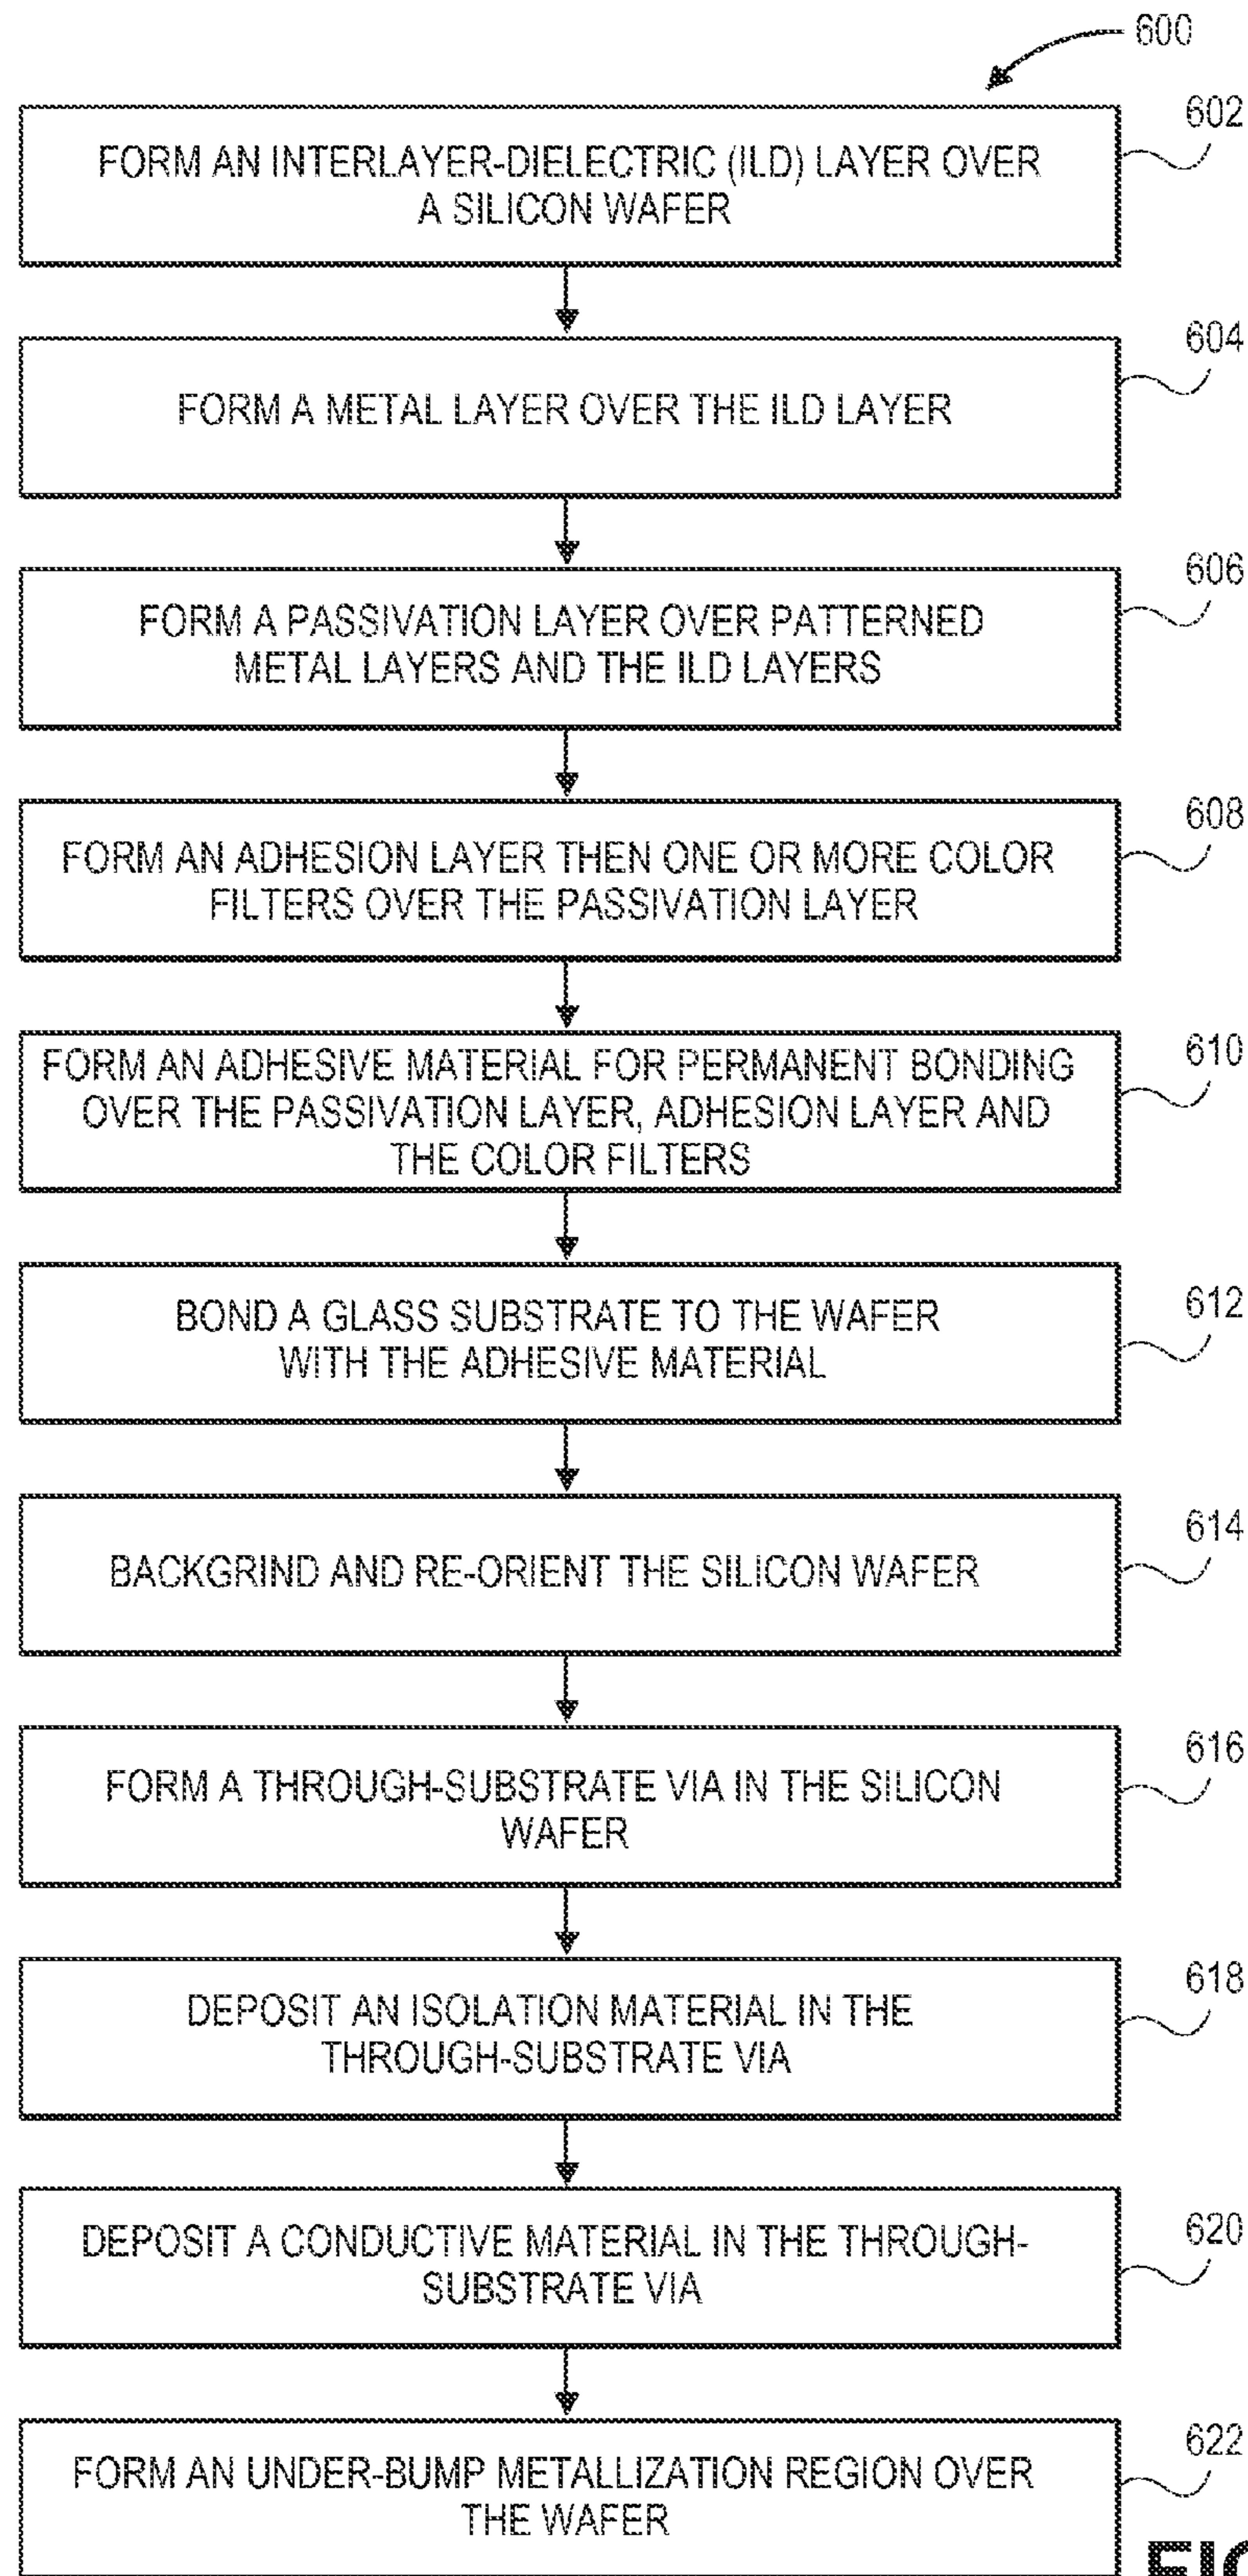 600
602
FORM AN INTERLAYER-DIELECTRIC (ILD) LAYER OVER
A SILICON WAFER
604
FORM A METAL LAYER OVER THE ILD LAYER
606
FORM A PASSIVATION LAYER OVER PATTERNED
METAL LAYERS AND THE ILD LAYERS
608
FORM AN ADHESION LAYER THEN ONE OR MORE COLOR
FILTERS OVER THE PASSIVATION LAYER
610
FORM AN ADHESIVE MATERIAL FOR PERMANENT BONDING
OVER THE PASSIVATION LAYER, ADHESION LAYER AND
THE COLOR FILTERS
612
BOND A GLASS SUBSTRATE TO THE WAFER
WITH THE ADHESIVE MATERIAL
614
BACKGRIND AND RE-ORIENT THE SILICON WAFER
616
FORM A THROUGH-SUBSTRATE VIA IN THE SILICON
WAFER
618
DEPOSIT AN ISOLATION MATERIAL IN THE
THROUGH-SUBSTRATE VIA
620
DEPOSIT A CONDUCTIVE MATERIAL IN THE THROUGH-
SUBSTRATE VIA
622
FORM AN UNDER-BUMP METALLIZATION REGION OVER
THE WAFER